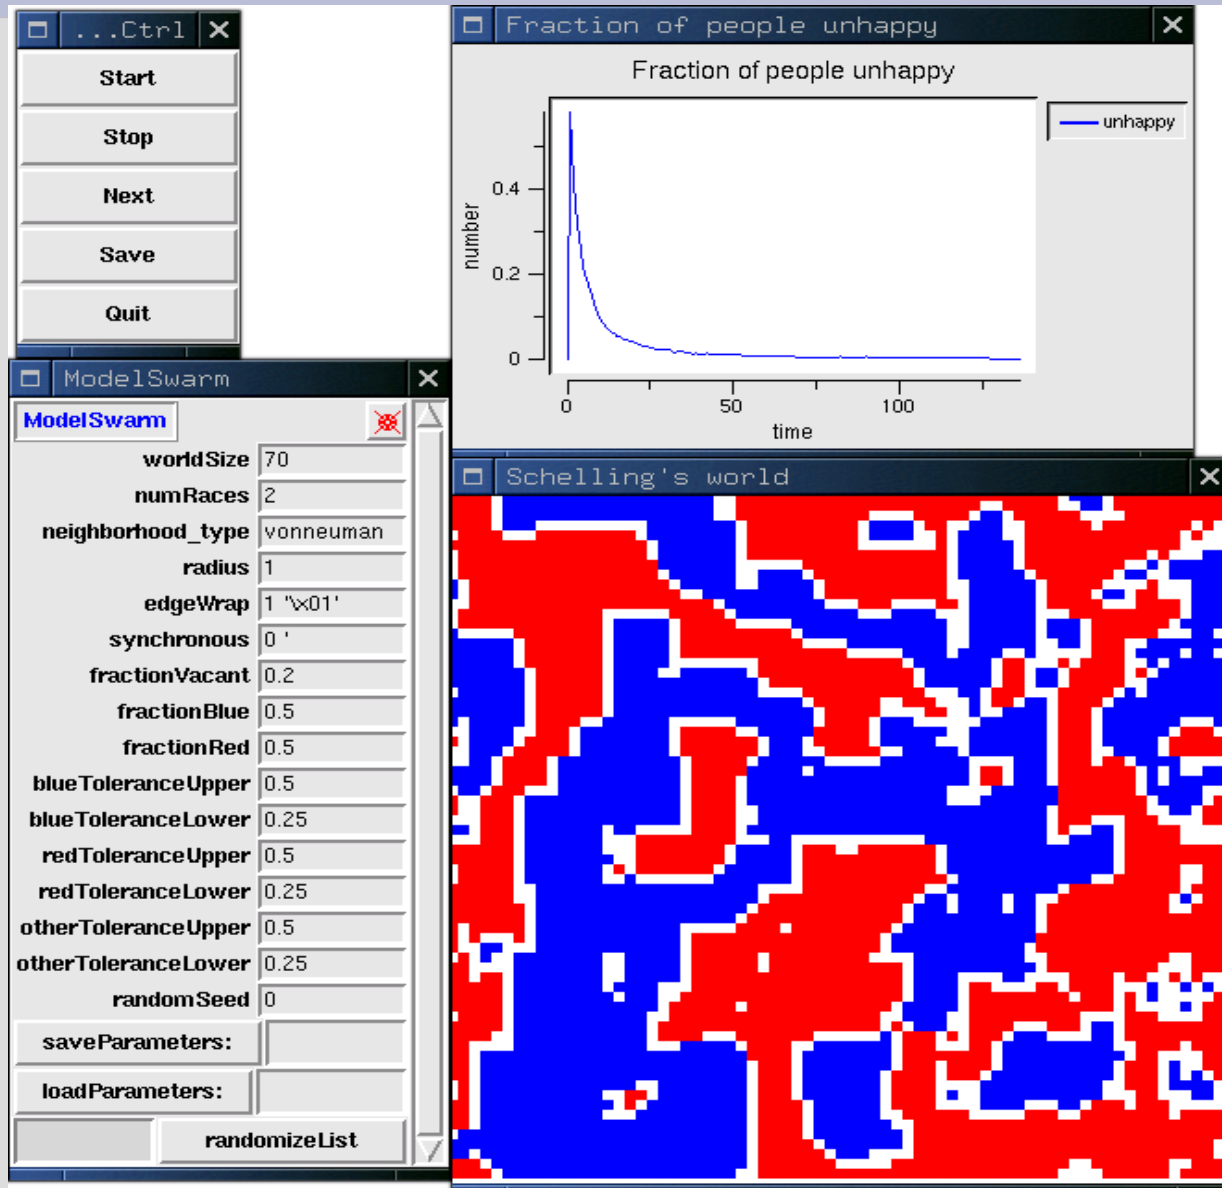 ...Ctrl
Start
Stop
Next
Save
Quit
Fraction of people unhappy
Fraction of people unhappy
unhappy
number
0.4
0.2
0
0 50 100
time
ModelSwarm
ModelSwarm
worldSize 70
numRaces 2
neighborhood_type vonneuman
radius 1
edgeWrap 1 '\x01'
synchronous 0 '
fractionVacant 0.2
fractionBlue 0.5
fractionRed 0.5
blueToleranceUpper 0.5
blueToleranceLower 0.25
redToleranceUpper 0.5
redToleranceLower 0.25
otherToleranceUpper 0.5
otherToleranceLower 0.25
randomSeed 0
saveParameters:
loadParameters:
randomizeList
Schelling's world